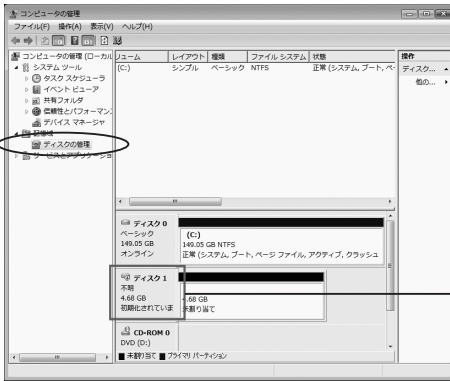 コンピュータの管理
ファイル(F) 操作(A) 表示(V) ヘルプ(H)
コンピュータの管理 (ローカル
システム ツール
タスク スケジューラ
イベント ビューア
共有フォルダ
信頼性とパフォーマン
デバイス マネージャ
記憶域
ディスクの管理
サービスとアプリケーショ
リューム レイアウト 種類 ファイル システム 状態
(C:) シンプル ベーシック NTFS 正常 (システム, ブート, ペー
操作
ディスク...
他の...
ディスク 0
ベーシック
149.05 GB
オンライン
(C:)
149.05 GB NTFS
正常 (システム, ブート, ページ ファイル, アクティブ, クラッシュ
ディスク 1
不明
4.68 GB
初期化されていま
4.68 GB
未割り当て
CD-ROM 0
DVD (D:)
未割り当て プライマリ パーティション